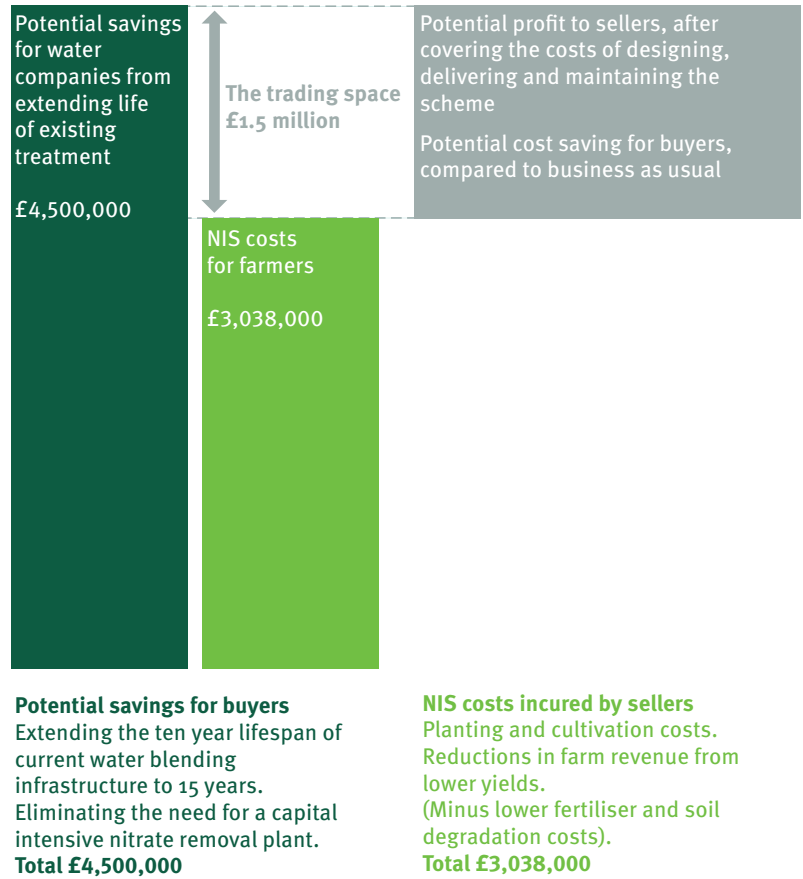 Potential savings
for water
companies from
extending life
of existing
treatment
£4,500,000
The trading space
£1.5 million
Potential profit to sellers, after
covering the costs of designing,
delivering and maintaining the
scheme
Potential cost saving for buyers,
compared to business as usual
NIS costs
for farmers
£3,038,000
Potential savings for buyers
Extending the ten year lifespan of
current water blending
infrastructure to 15 years.
Eliminating the need for a capital
intensive nitrate removal plant.
Total £4,500,000
NIS costs incured by sellers
Planting and cultivation costs.
Reductions in farm revenue from
lower yields.
(Minus lower fertiliser and soil
degradation costs).
Total £3,038,000